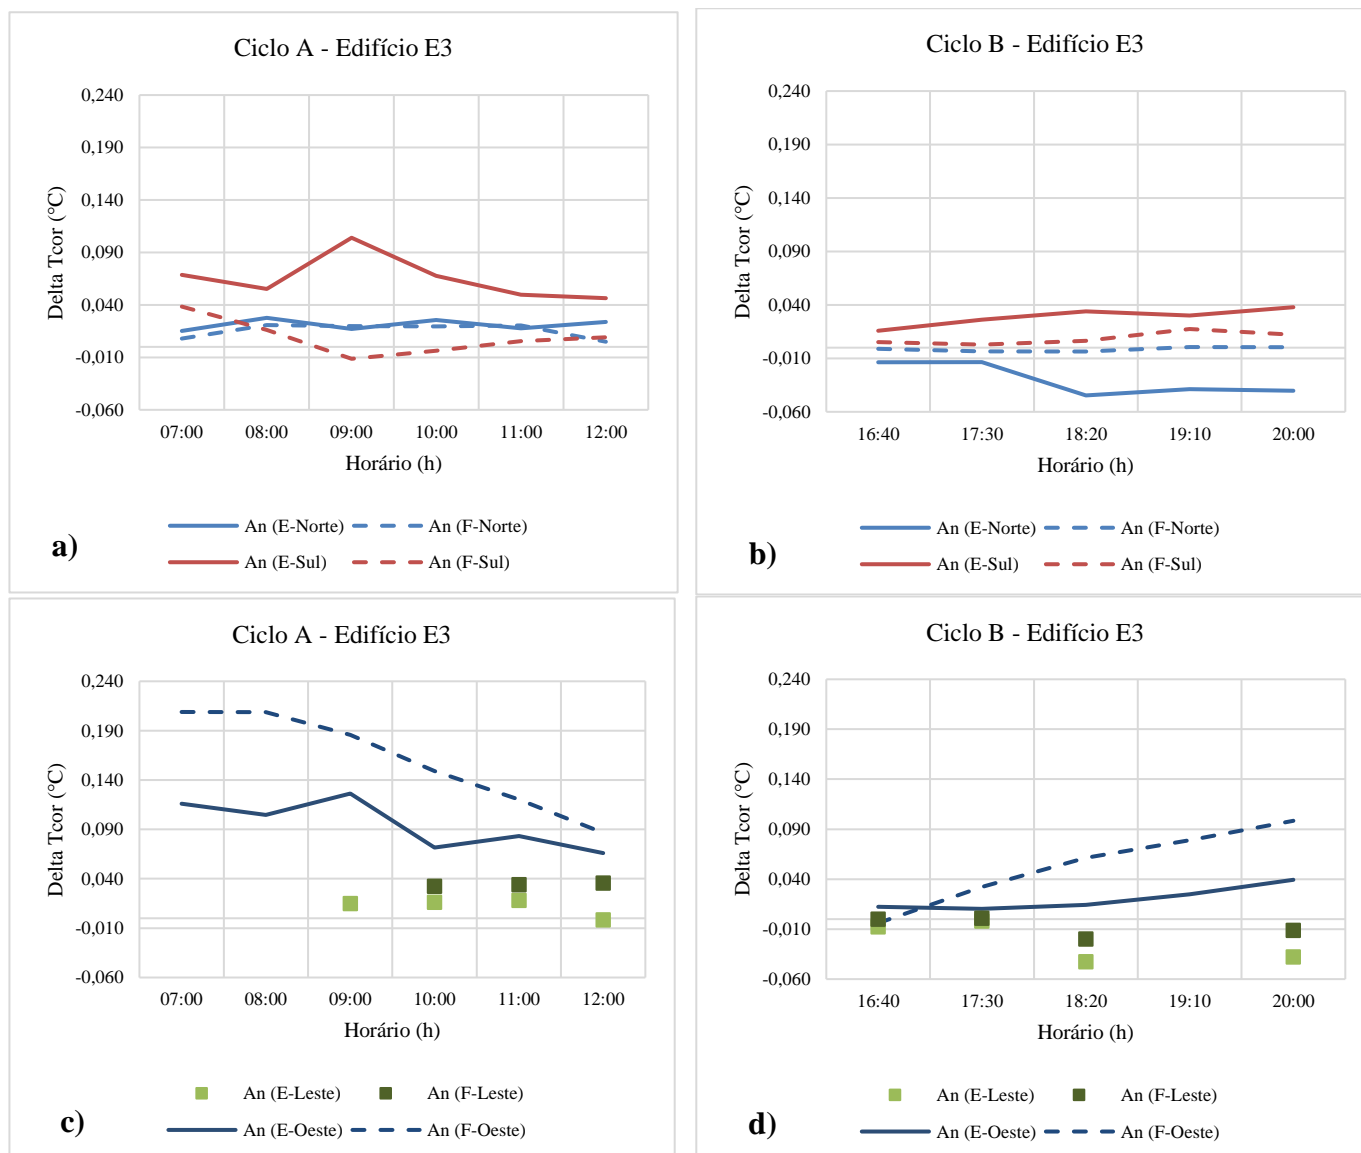 Ciclo A - Edifício E3
Delta Tcor (°C)
0,240
0,190
0,140
0,090
0,040
-0,010
-0,060
07:00 08:00 09:00 10:00 11:00 12:00
Horário (h)
An (E-Norte) An (F-Norte)
An (E-Sul) An (F-Sul)
a)
Ciclo B - Edifício E3
Delta Tcor (°C)
0,240
0,190
0,140
0,090
0,040
-0,010
-0,060
16:40 17:30 18:20 19:10 20:00
Horário (h)
An (E-Norte) An (F-Norte)
An (E-Sul) An (F-Sul)
b)
Ciclo A - Edifício E3
Delta Tcor (°C)
0,240
0,190
0,140
0,090
0,040
-0,010
-0,060
07:00 08:00 09:00 10:00 11:00 12:00
Horário (h)
An (E-Leste) An (F-Leste)
An (E-Oeste) An (F-Oeste)
c)
Ciclo B - Edifício E3
Delta Tcor (°C)
0,240
0,190
0,140
0,090
0,040
-0,010
-0,060
16:40 17:30 18:20 19:10 20:00
Horário (h)
An (E-Leste) An (F-Leste)
An (E-Oeste) An (F-Oeste)
d)